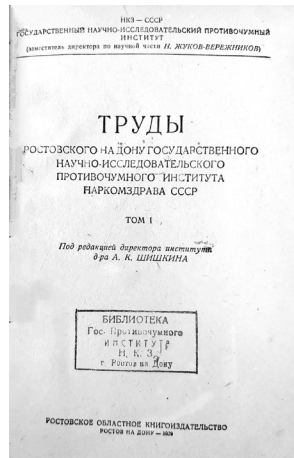 НКЗ — СССР
ГОСУДАРСТВЕННЫЙ НАУЧНО-ИССЛЕДОВАТЕЛЬСКИЙ ПРОТИВОЧУМНЫЙ
ИНСТИТУТ
(заместитель директора по научной части Н. ЖУКОВ-ВЕРЕЖНИКОВ)
ТРУДЫ
РОСТОВСКОГО НА ДОНУ ГОСУДАРСТВЕННОГО
НАУЧНО-ИССЛЕДОВАТЕЛЬСКОГО
ПРОТИВОЧУМНОГО ИНСТИТУТА
НАРКОМЗДРАВА СССР
ТОМ I
Под редакцией директора института
д-ра А. К. ШИШКИНА
БИБЛИОТЕКА
Гос. Противочумного
ИНСТИТУТА
Н. К. З.
г. Ростов на Дону
РОСТОВСКОЕ ОБЛАСТНОЕ КНИГОИЗДАТЕЛЬСТВО
РОСТОВ НА ДОНУ — 1939